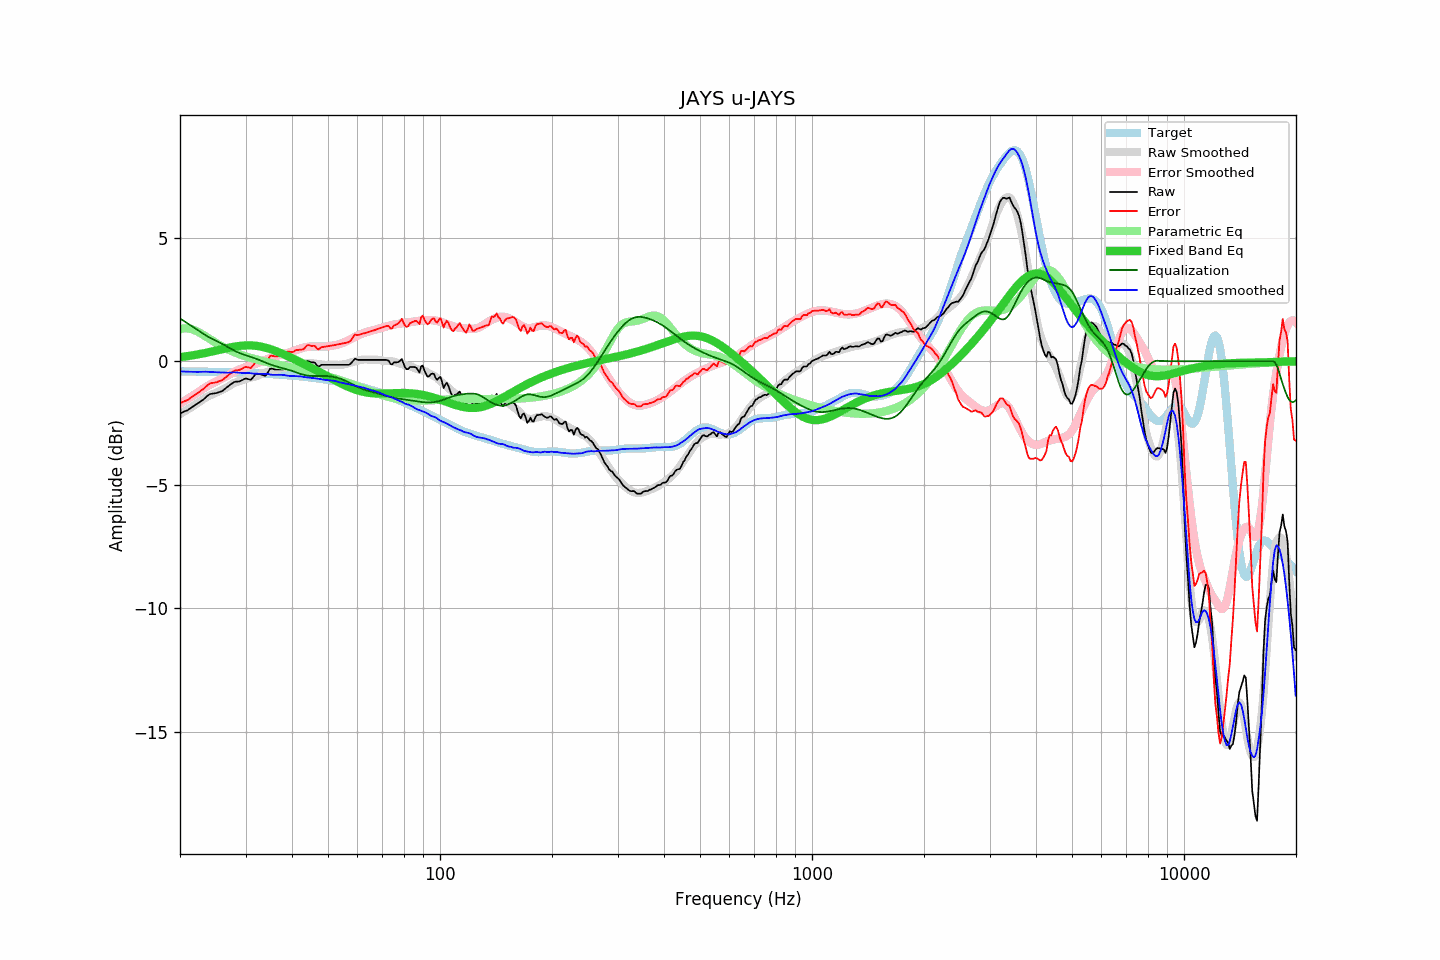 JAYS u-JAYS
Target
Raw Smoothed
Error Smoothed
Raw
Error
Parametric Eq
Fixed Band Eq
Equalization
Equalized smoothed
5
0
−5
−10
−15
Amplitude (dBr)
100
1000
10000
Frequency (Hz)